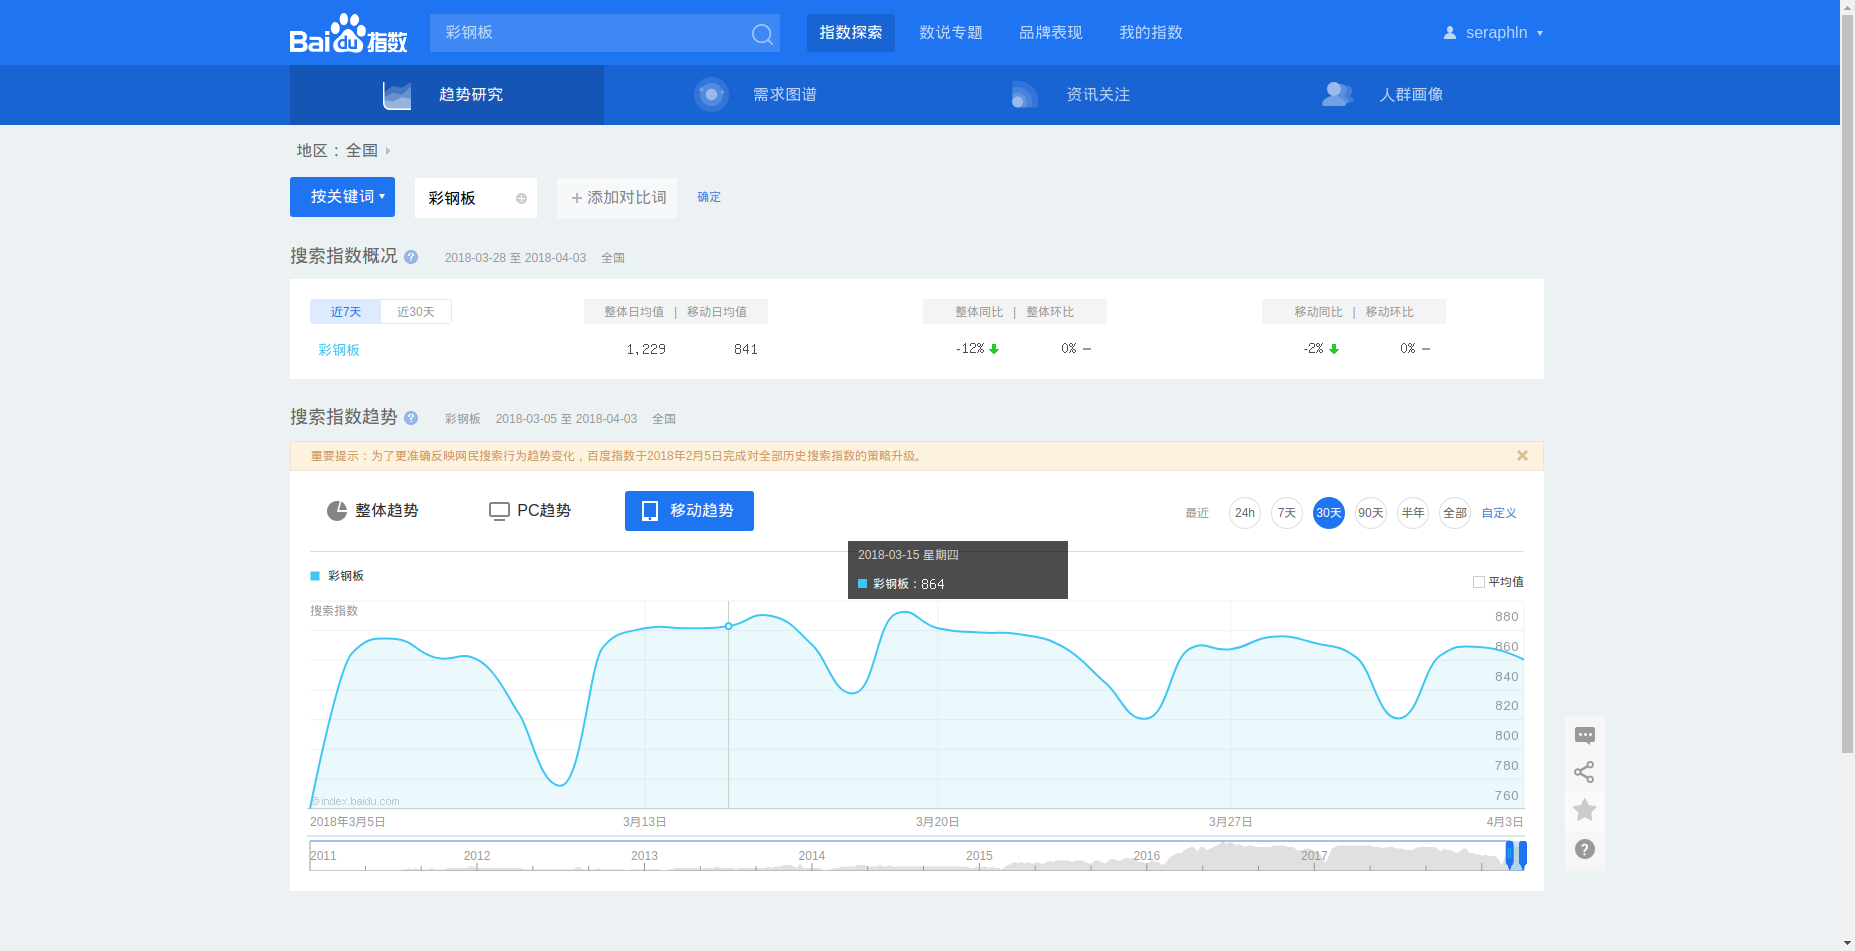 Baidu指数
彩钢板
指数探索 数说专题 品牌表现 我的指数
seraphln
趋势研究 需求图谱 资讯关注 人群画像
地区：全国
按关键词 彩钢板 添加对比词 确定
搜索指数概况 ? 2018-03-28 至 2018-04-03 全国
近7天 近30天 整体日均值 | 移动日均值 整体同比 | 整体环比 移动同比 | 移动环比
彩钢板 1,229 841 -12% 0% -2% 0%
搜索指数趋势 ? 彩钢板 2018-03-05 至 2018-04-03 全国
重要提示：为了更准确反映网民搜索行为趋势变化，百度指数于2018年2月5日完成对全部历史搜索指数的策略升级。
整体趋势 PC趋势 移动趋势 最近 24h 7天 30天 90天 半年 全部 自定义
2018-03-15 星期四
彩钢板：864
彩钢板
平均值
搜索指数
880
860
840
820
800
780
760
© index.baidu.com
2018年3月5日 3月13日 3月20日 3月27日 4月3日
2011 2012 2013 2014 2015 2016 2017
?